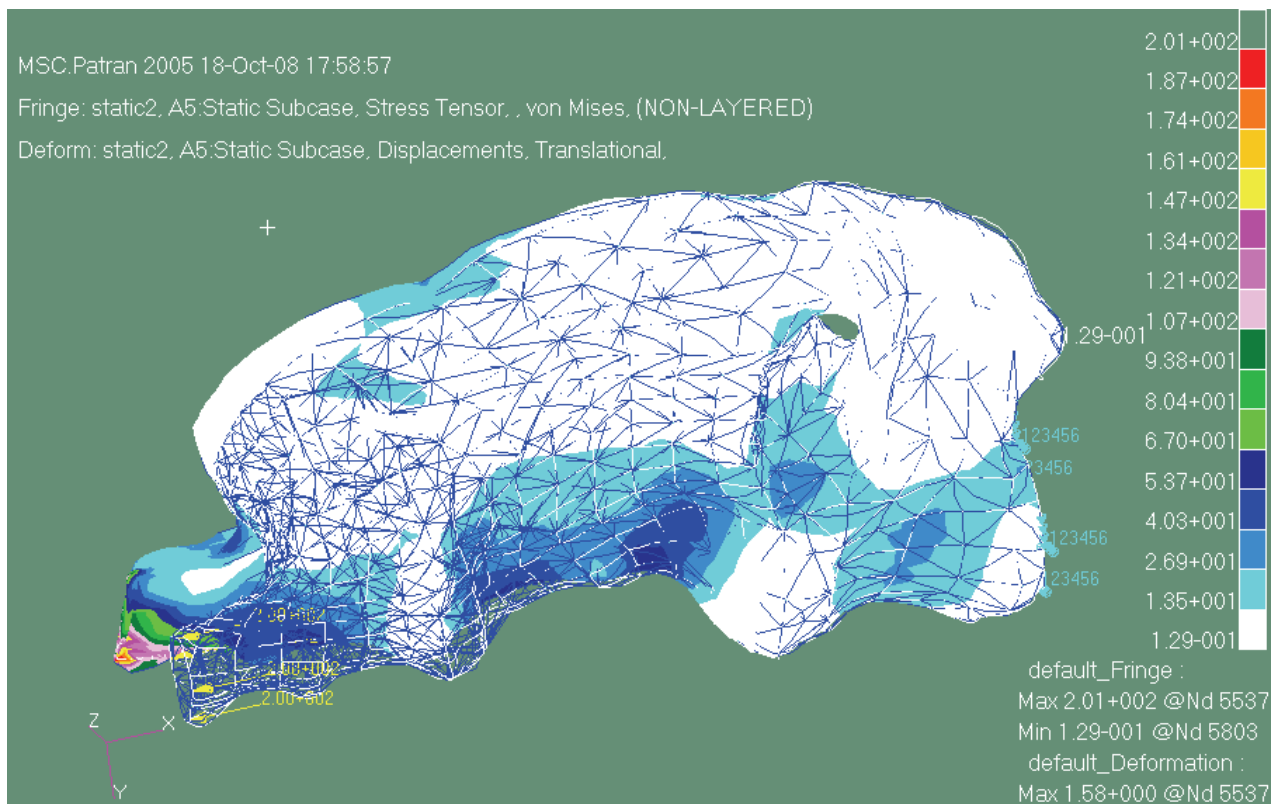 MSC.Patran 2005 18-Oct-08 17:58:57
Fringe: static2, A5:Static Subcase, Stress Tensor, , von Mises, (NON-LAYERED)
Deform: static2, A5:Static Subcase, Displacements, Translational,
2.01+002
1.87+002
1.74+002
1.61+002
1.47+002
1.34+002
1.21+002
1.07+002
9.38+001
8.04+001
6.70+001
5.37+001
4.03+001
2.69+001
1.35+001
1.29-001
1.29-001
123456
123456
123456
2.00+002
Z
X
Y
default_Fringe :
Max 2.01+002 @Nd 5537
Min 1.29-001 @Nd 5803
default_Deformation :
Max 1.58+000 @Nd 5537